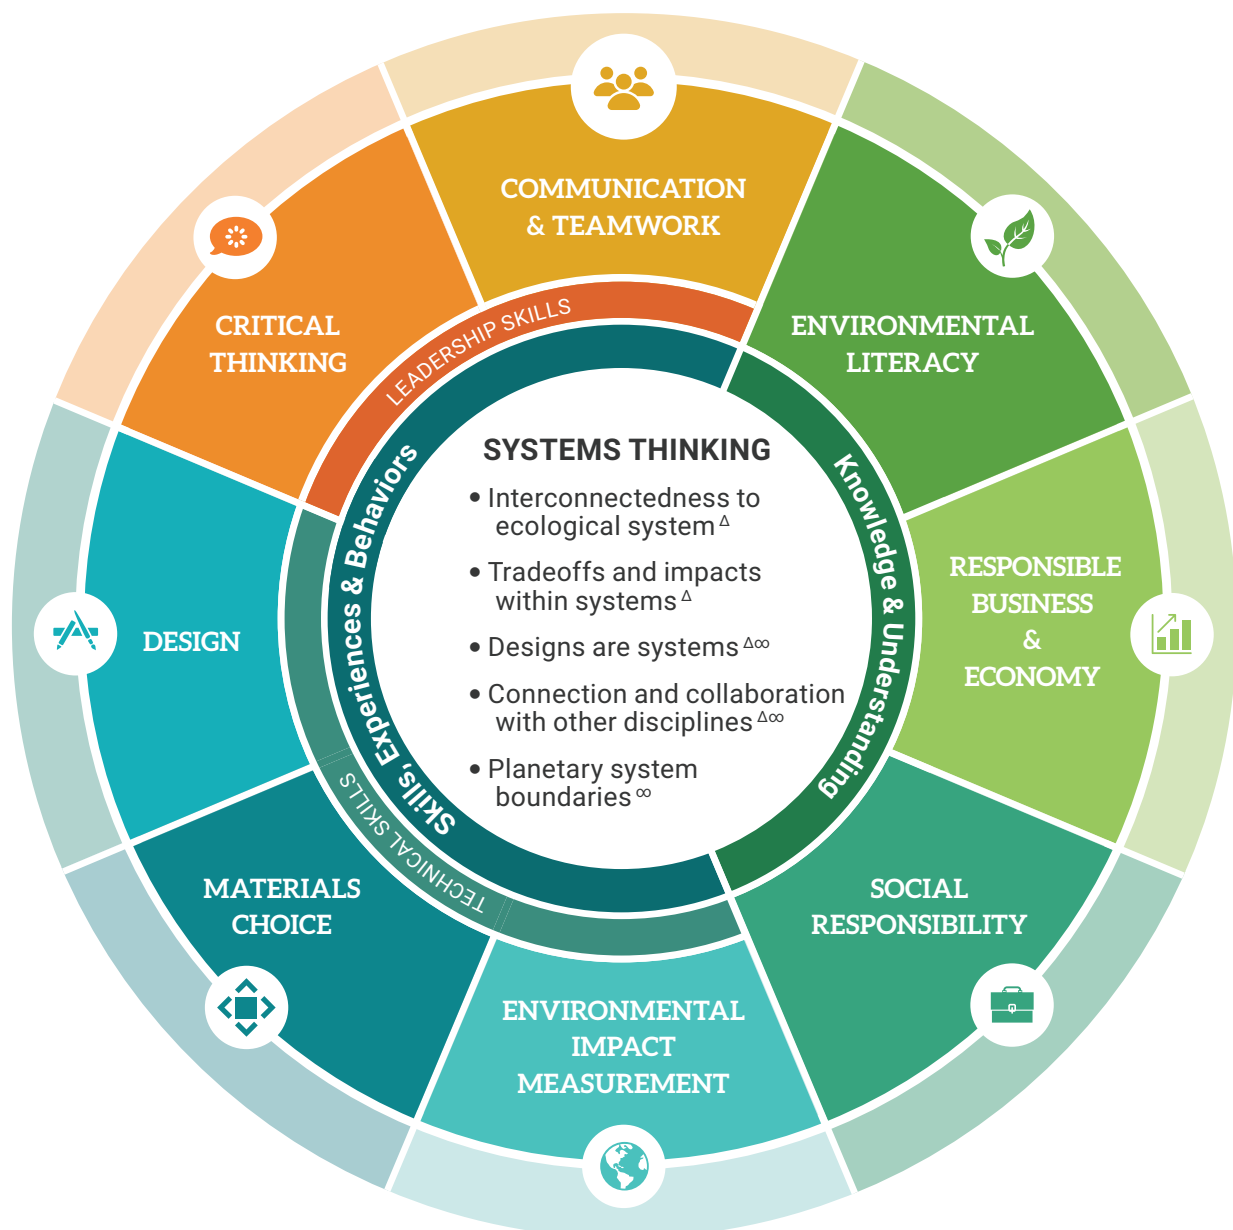 COMMUNICATION
& TEAMWORK
ENVIRONMENTAL
LITERACY
RESPONSIBLE
BUSINESS
&
ECONOMY
SOCIAL
RESPONSIBILITY
ENVIRONMENTAL
IMPACT
MEASUREMENT
MATERIALS
CHOICE
DESIGN
CRITICAL
THINKING
LEADERSHIP SKILLS
TECHNICAL SKILLS
Skills, Experiences & Behaviors
Knowledge & Understanding
SYSTEMS THINKING
• Interconnectedness to
ecological system Δ
• Tradeoffs and impacts
within systems Δ
• Designs are systems Δ∞
• Connection and collaboration
with other disciplines Δ∞
• Planetary system
boundaries ∞